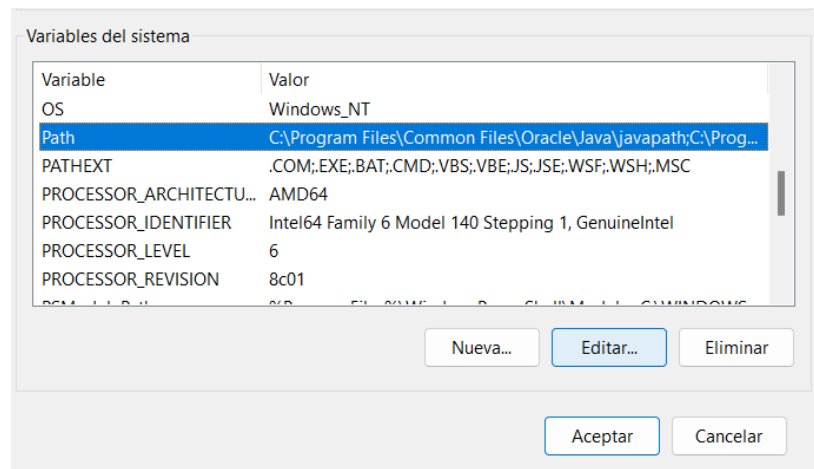 Variables del sistema
Variable Valor
OS Windows_NT
Path C:\Program Files\Common Files\Oracle\Java\javapath;C:\Prog...
PATHEXT .COM;.EXE;.BAT;.CMD;.VBS;.VBE;.JS;.JSE;.WSF;.WSH;.MSC
PROCESSOR_ARCHITECTU... AMD64
PROCESSOR_IDENTIFIER Intel64 Family 6 Model 140 Stepping 1, GenuineIntel
PROCESSOR_LEVEL 6
PROCESSOR_REVISION 8c01
Nueva... Editar... Eliminar
Aceptar Cancelar